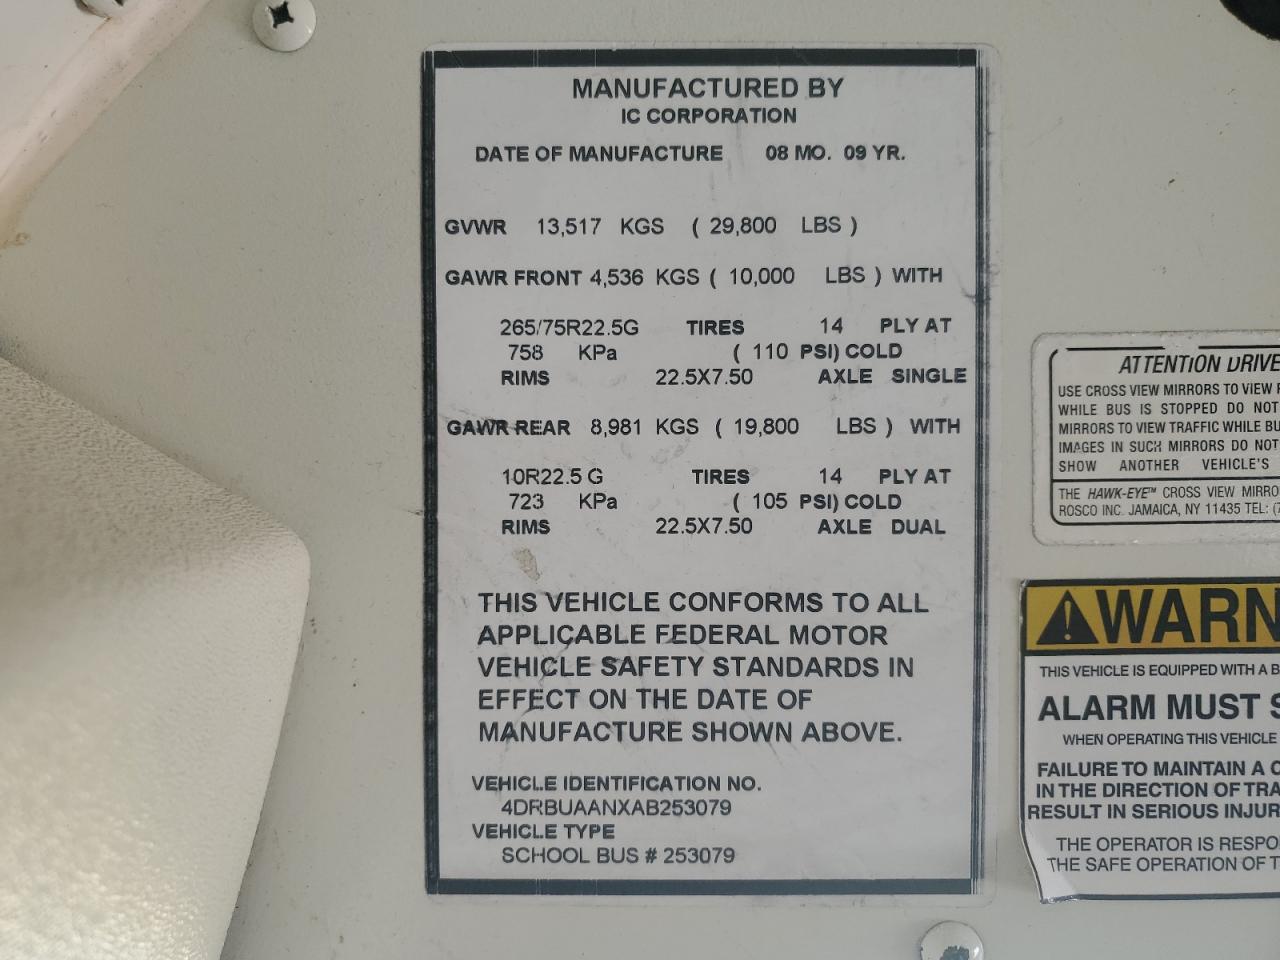 MANUFACTURED BY
IC CORPORATION
DATE OF MANUFACTURE 08 MO. 09 YR.
GVWR 13,517 KGS ( 29,800 LBS )
GAWR FRONT 4,536 KGS ( 10,000 LBS ) WITH
265/75R22.5G TIRES 14 PLY AT
758 KPa ( 110 PSI) COLD
RIMS 22.5X7.50 AXLE SINGLE
GAWR REAR 8,981 KGS ( 19,800 LBS ) WITH
10R22.5 G TIRES 14 PLY AT
723 KPa ( 105 PSI) COLD
RIMS 22.5X7.50 AXLE DUAL
THIS VEHICLE CONFORMS TO ALL
APPLICABLE FEDERAL MOTOR
VEHICLE SAFETY STANDARDS IN
EFFECT ON THE DATE OF
MANUFACTURE SHOWN ABOVE.
VEHICLE IDENTIFICATION NO.
4DRBUAANXAB253079
VEHICLE TYPE
SCHOOL BUS # 253079
ATTENTION DRIVE
USE CROSS VIEW MIRRORS TO VIEW
WHILE BUS IS STOPPED DO NOT
MIRRORS TO VIEW TRAFFIC WHILE BU
IMAGES IN SUCH MIRRORS DO NOT
SHOW ANOTHER VEHICLE'S
THE HAWK-EYE™ CROSS VIEW MIRRO
ROSCO INC. JAMAICA, NY 11435 TEL: (7
WARN
THIS VEHICLE IS EQUIPPED WITH A B
ALARM MUST S
WHEN OPERATING THIS VEHICLE
FAILURE TO MAINTAIN A C
IN THE DIRECTION OF TRA
RESULT IN SERIOUS INJUR
THE OPERATOR IS RESPO
THE SAFE OPERATION OF T